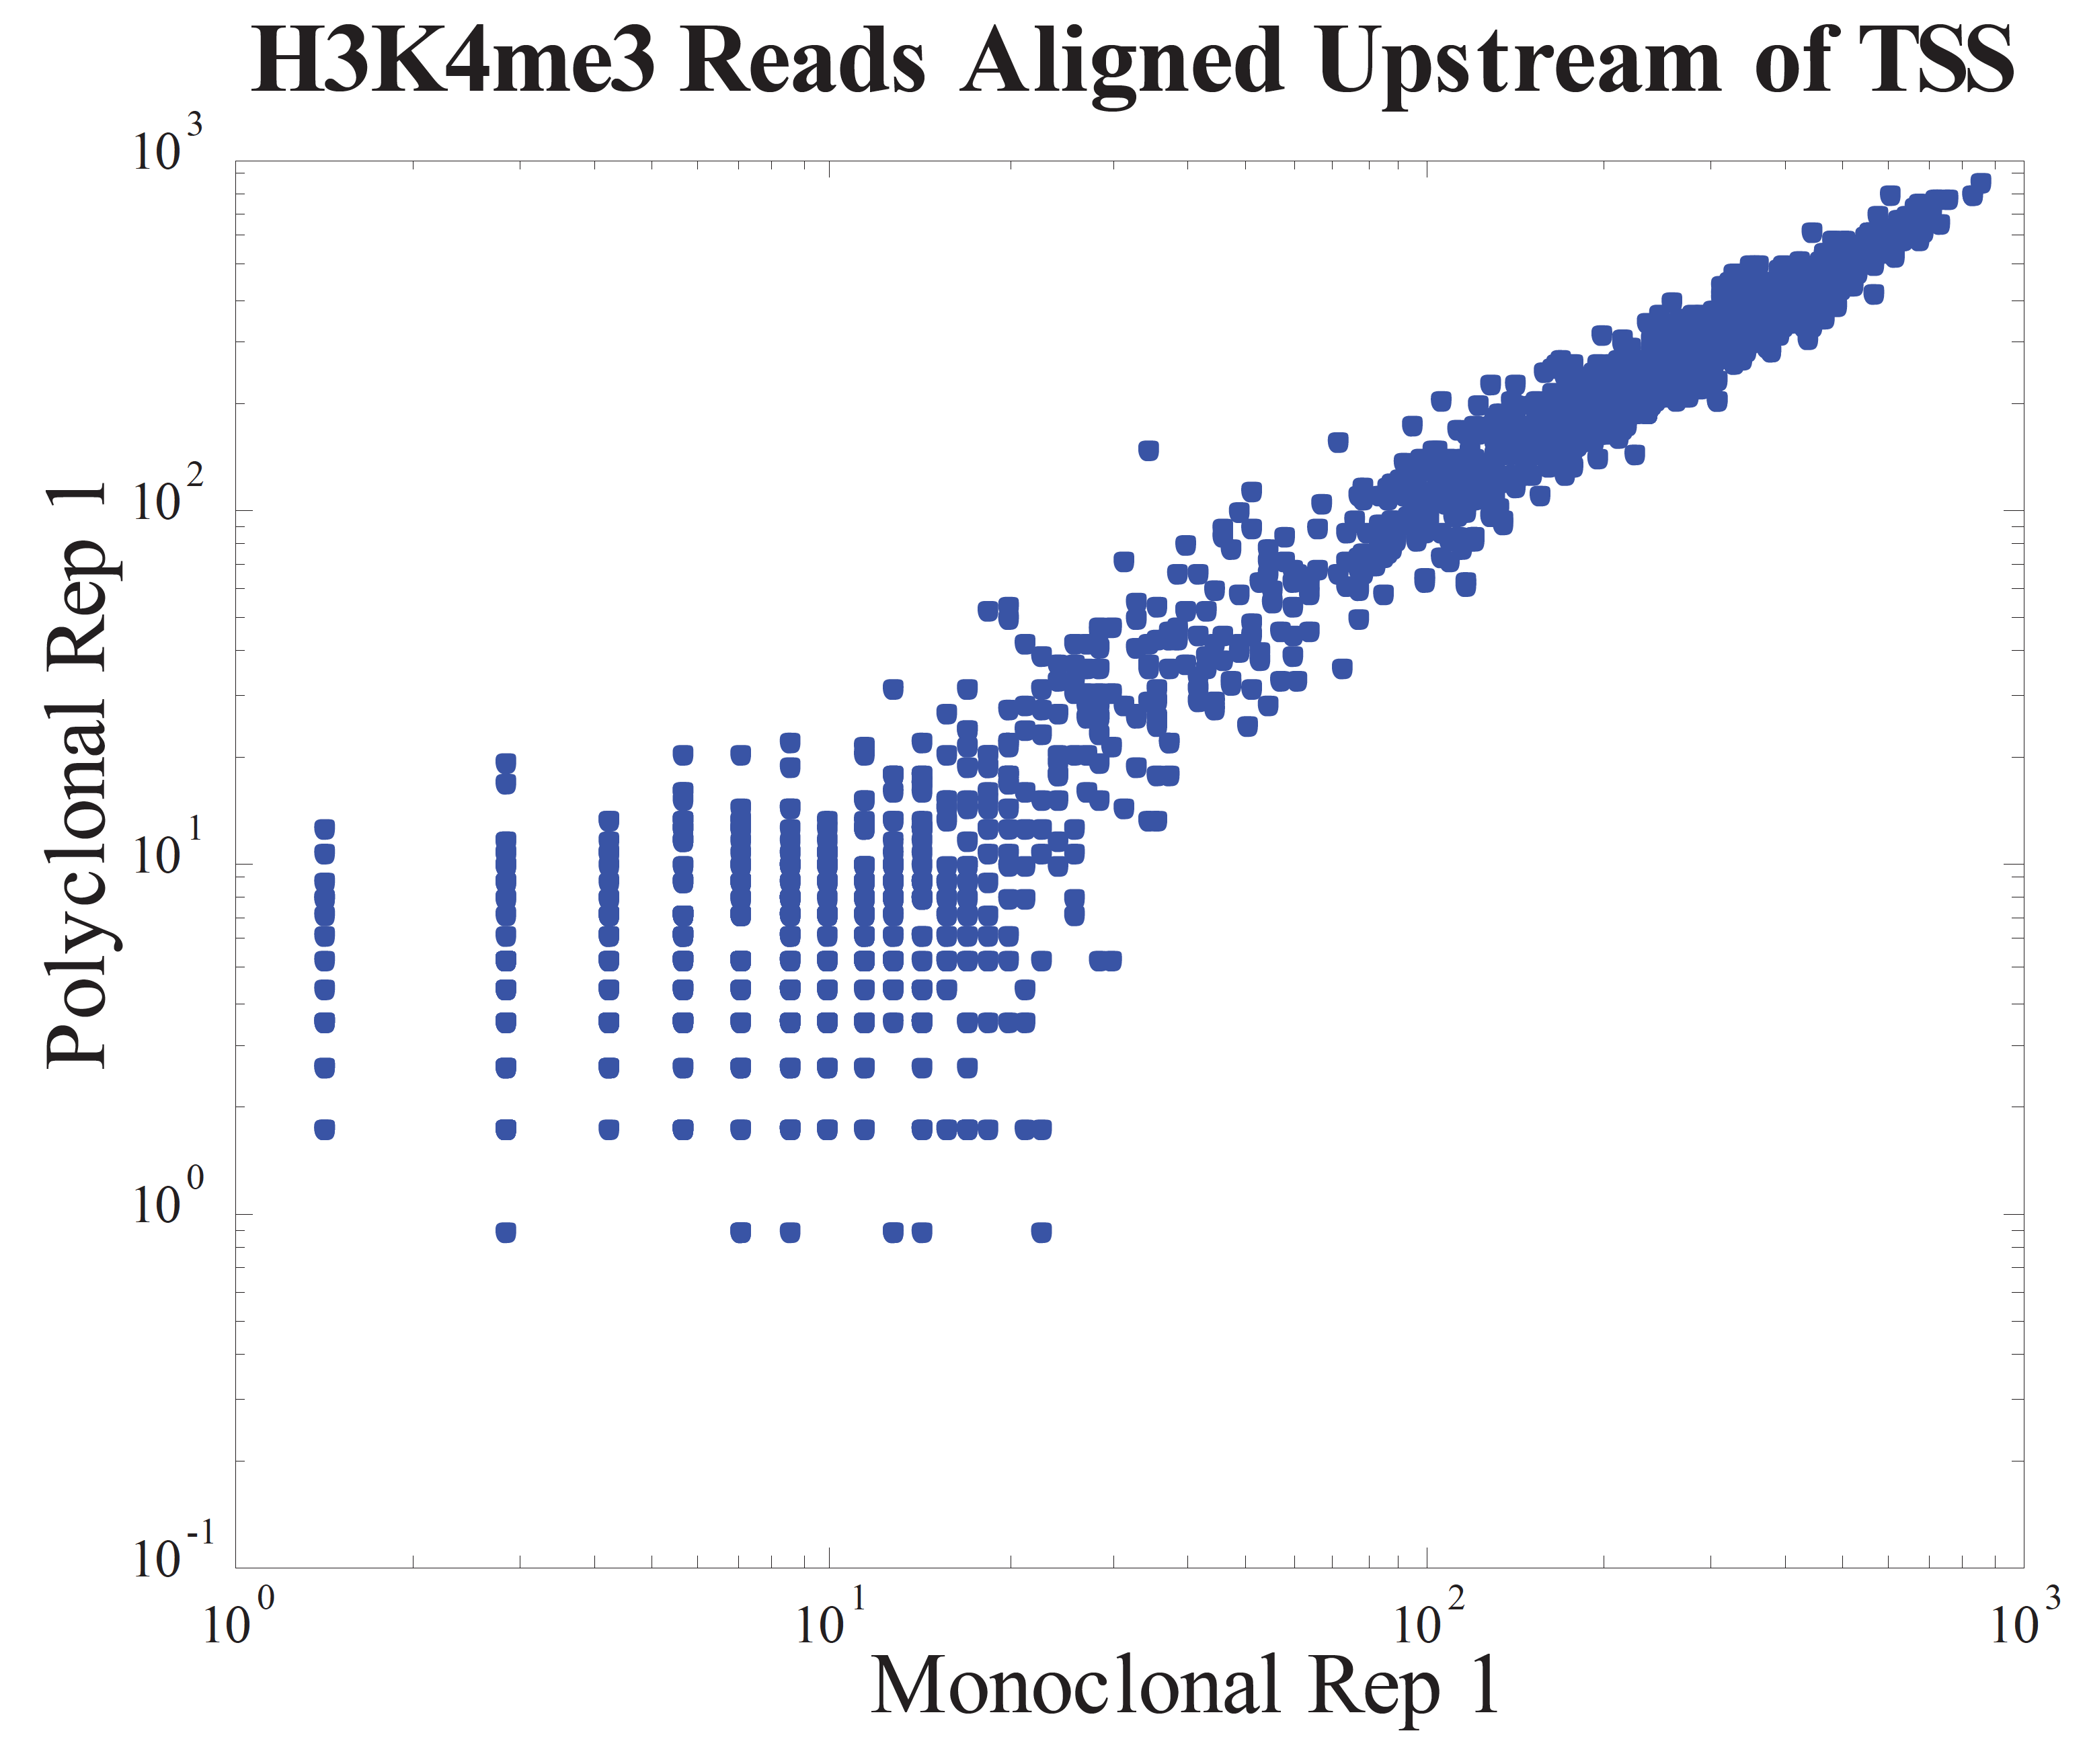 H3K4me3 Reads Aligned Upstream of TSS
10^3
10^2
10^1
10^0
10^-1
Polyclonal Rep 1
10^0 10^1 10^2 10^3
Monoclonal Rep 1